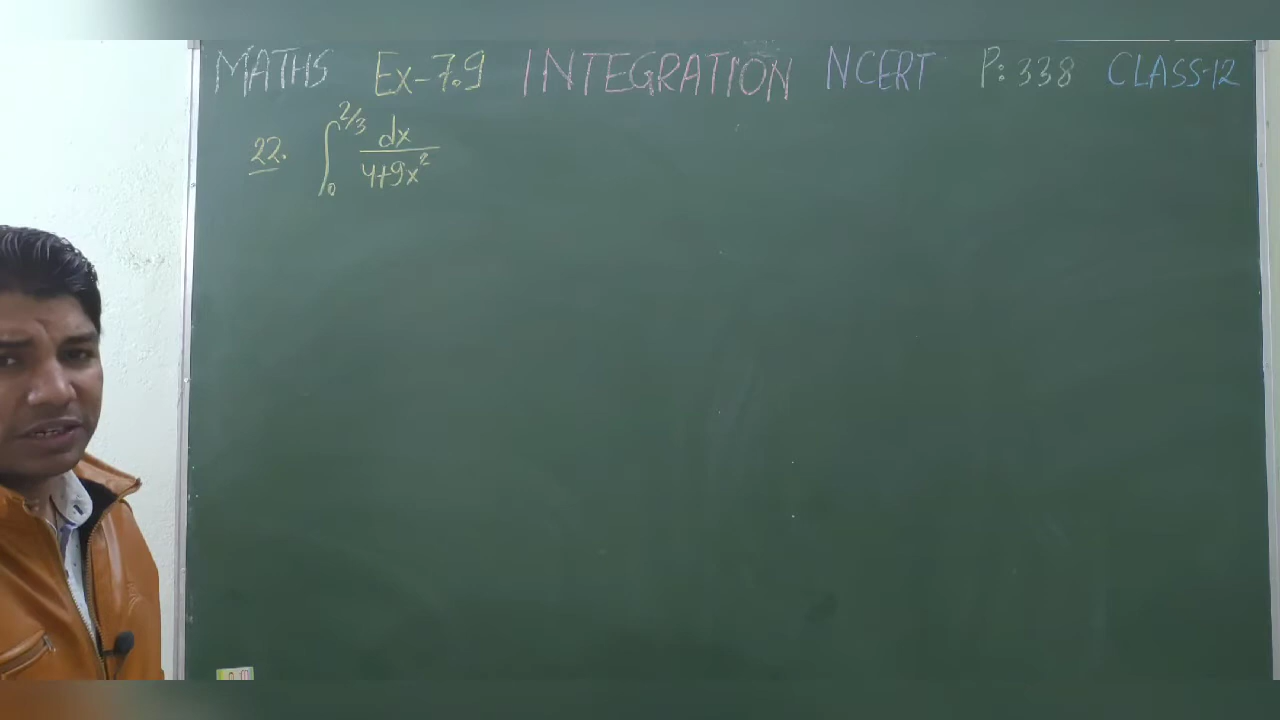 MATHS Ex-7.9 INTEGRATION NCERT P: 338 CLASS-12
22. ∫₀^{2/3} dx / (4+9x²)